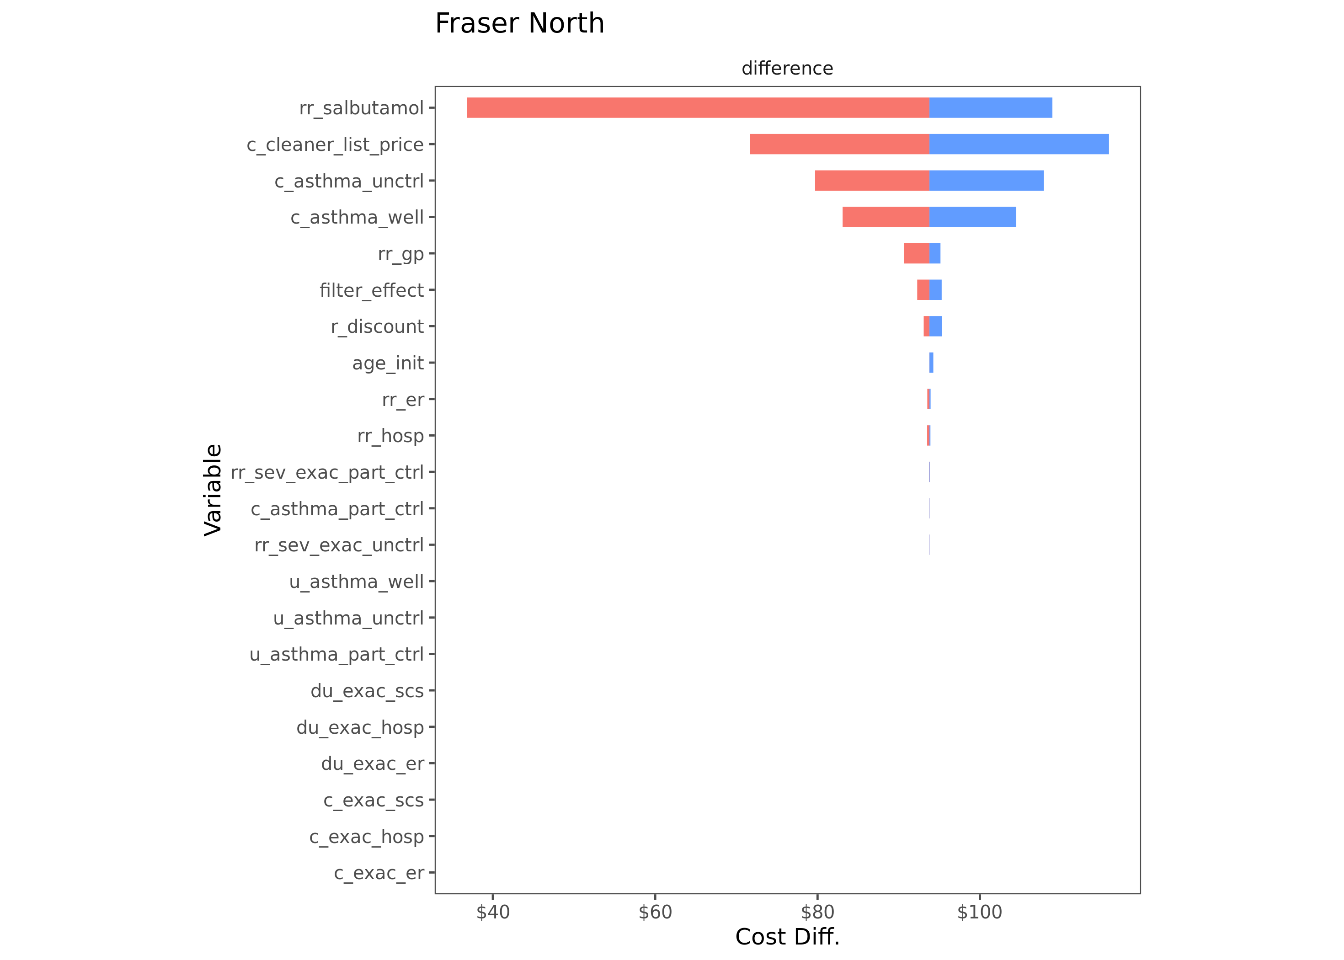 Fraser North
difference
rr_salbutamol
c_cleaner_list_price
c_asthma_unctrl
c_asthma_well
rr_gp
filter_effect
r_discount
age_init
rr_er
rr_hosp
rr_sev_exac_part_ctrl
c_asthma_part_ctrl
rr_sev_exac_unctrl
u_asthma_well
u_asthma_unctrl
u_asthma_part_ctrl
du_exac_scs
du_exac_hosp
du_exac_er
c_exac_scs
c_exac_hosp
c_exac_er
Variable
$40 $60 $80 $100
Cost Diff.